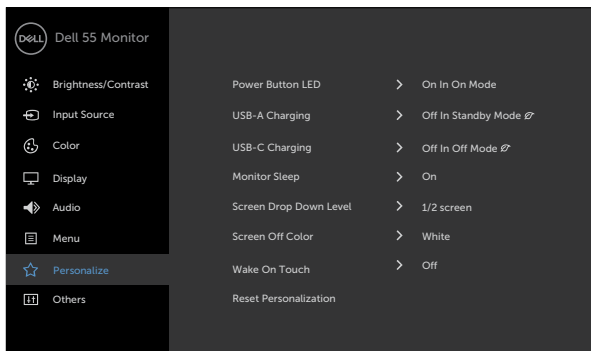 DELL Dell 55 Monitor
Brightness/Contrast
Input Source
Color
Display
Audio
Menu
Personalize
Others
Power Button LED > On In On Mode
USB-A Charging > Off In Standby Mode
USB-C Charging > Off In Off Mode
Monitor Sleep > On
Screen Drop Down Level > 1/2 screen
Screen Off Color > White
Wake On Touch > Off
Reset Personalization